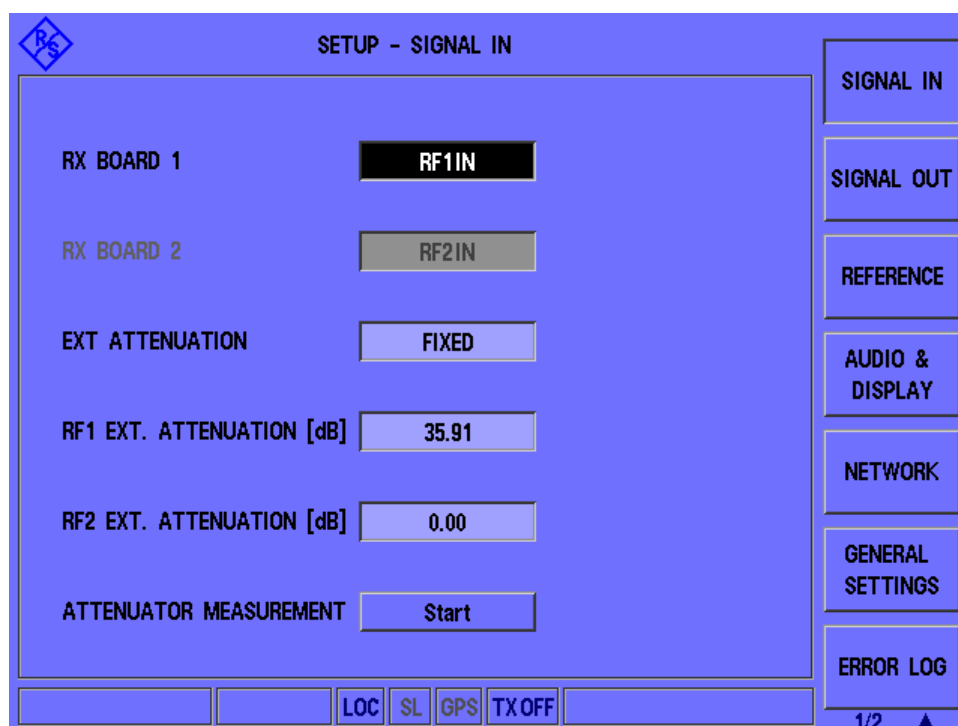 R&S
SETUP - SIGNAL IN
RX BOARD 1
RF1IN
RX BOARD 2
RF2IN
EXT ATTENUATION
FIXED
RF1 EXT. ATTENUATION [dB]
35.91
RF2 EXT. ATTENUATION [dB]
0.00
ATTENUATOR MEASUREMENT
Start
SIGNAL IN
SIGNAL OUT
REFERENCE
AUDIO &
DISPLAY
NETWORK
GENERAL
SETTINGS
ERROR LOG
LOC
SL
GPS
TX OFF
1/2